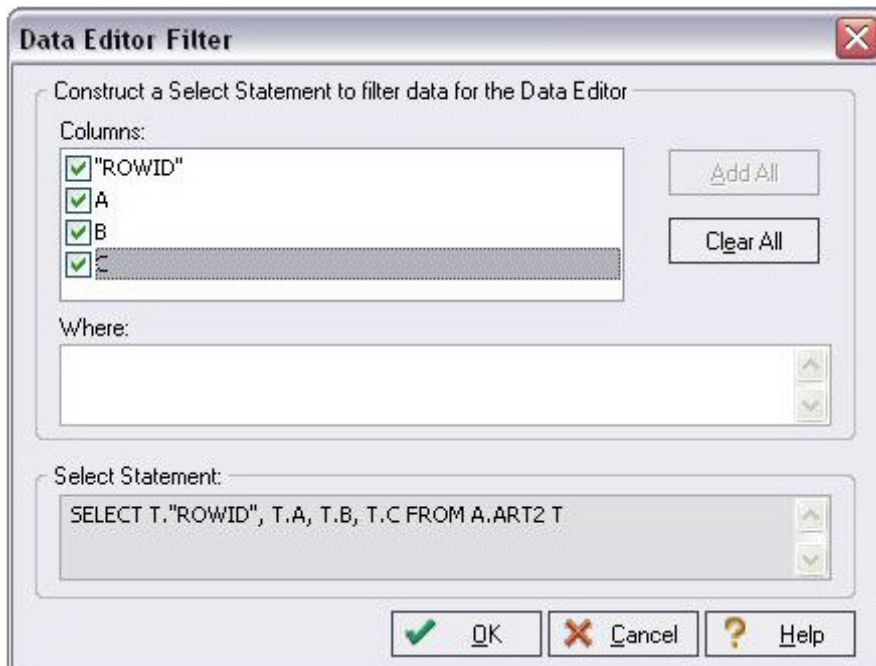 Data Editor Filter
Construct a Select Statement to filter data for the Data Editor
Columns:
"ROWID"
A
B
C
Add All
Clear All
Where:
Select Statement:
SELECT T."ROWID", T.A, T.B, T.C FROM A.ART2 T
OK
Cancel
Help